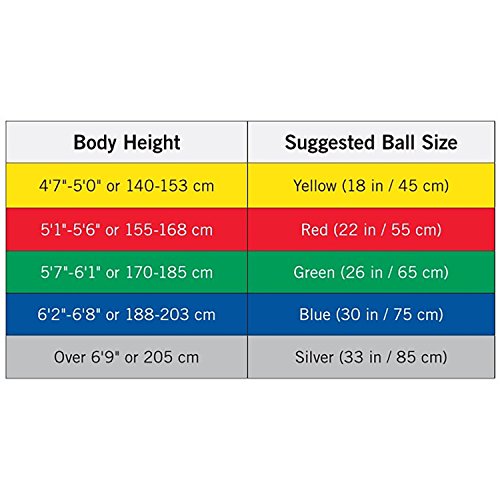 Body Height Suggested Ball Size
4'7"-5'0" or 140-153 cm Yellow (18 in / 45 cm)
5'1"-5'6" or 155-168 cm Red (22 in / 55 cm)
5'7"-6'1" or 170-185 cm Green (26 in / 65 cm)
6'2"-6'8" or 188-203 cm Blue (30 in / 75 cm)
Over 6'9" or 205 cm Silver (33 in / 85 cm)